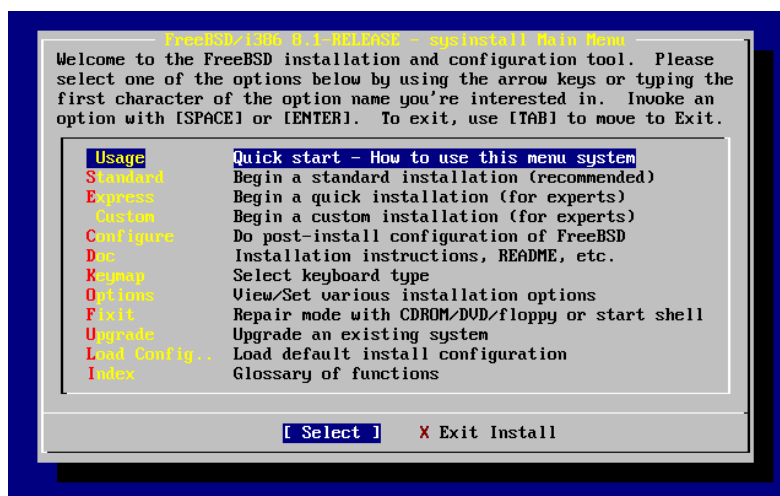 FreeBSD/i386 8.1-RELEASE - sysinstall Main Menu
Welcome to the FreeBSD installation and configuration tool.  Please
select one of the options below by using the arrow keys or typing the
first character of the option name you're interested in.  Invoke an
option with [SPACE] or [ENTER].  To exit, use [TAB] to move to Exit.
Usage Quick start - How to use this menu system
Standard Begin a standard installation (recommended)
Express Begin a quick installation (for experts)
Custom Begin a custom installation (for experts)
Configure Do post-install configuration of FreeBSD
Doc Installation instructions, README, etc.
Keymap Select keyboard type
Options View/Set various installation options
Fixit Repair mode with CDROM/DVD/floppy or start shell
Upgrade Upgrade an existing system
Load Config.. Load default install configuration
Index Glossary of functions
[ Select ] X Exit Install